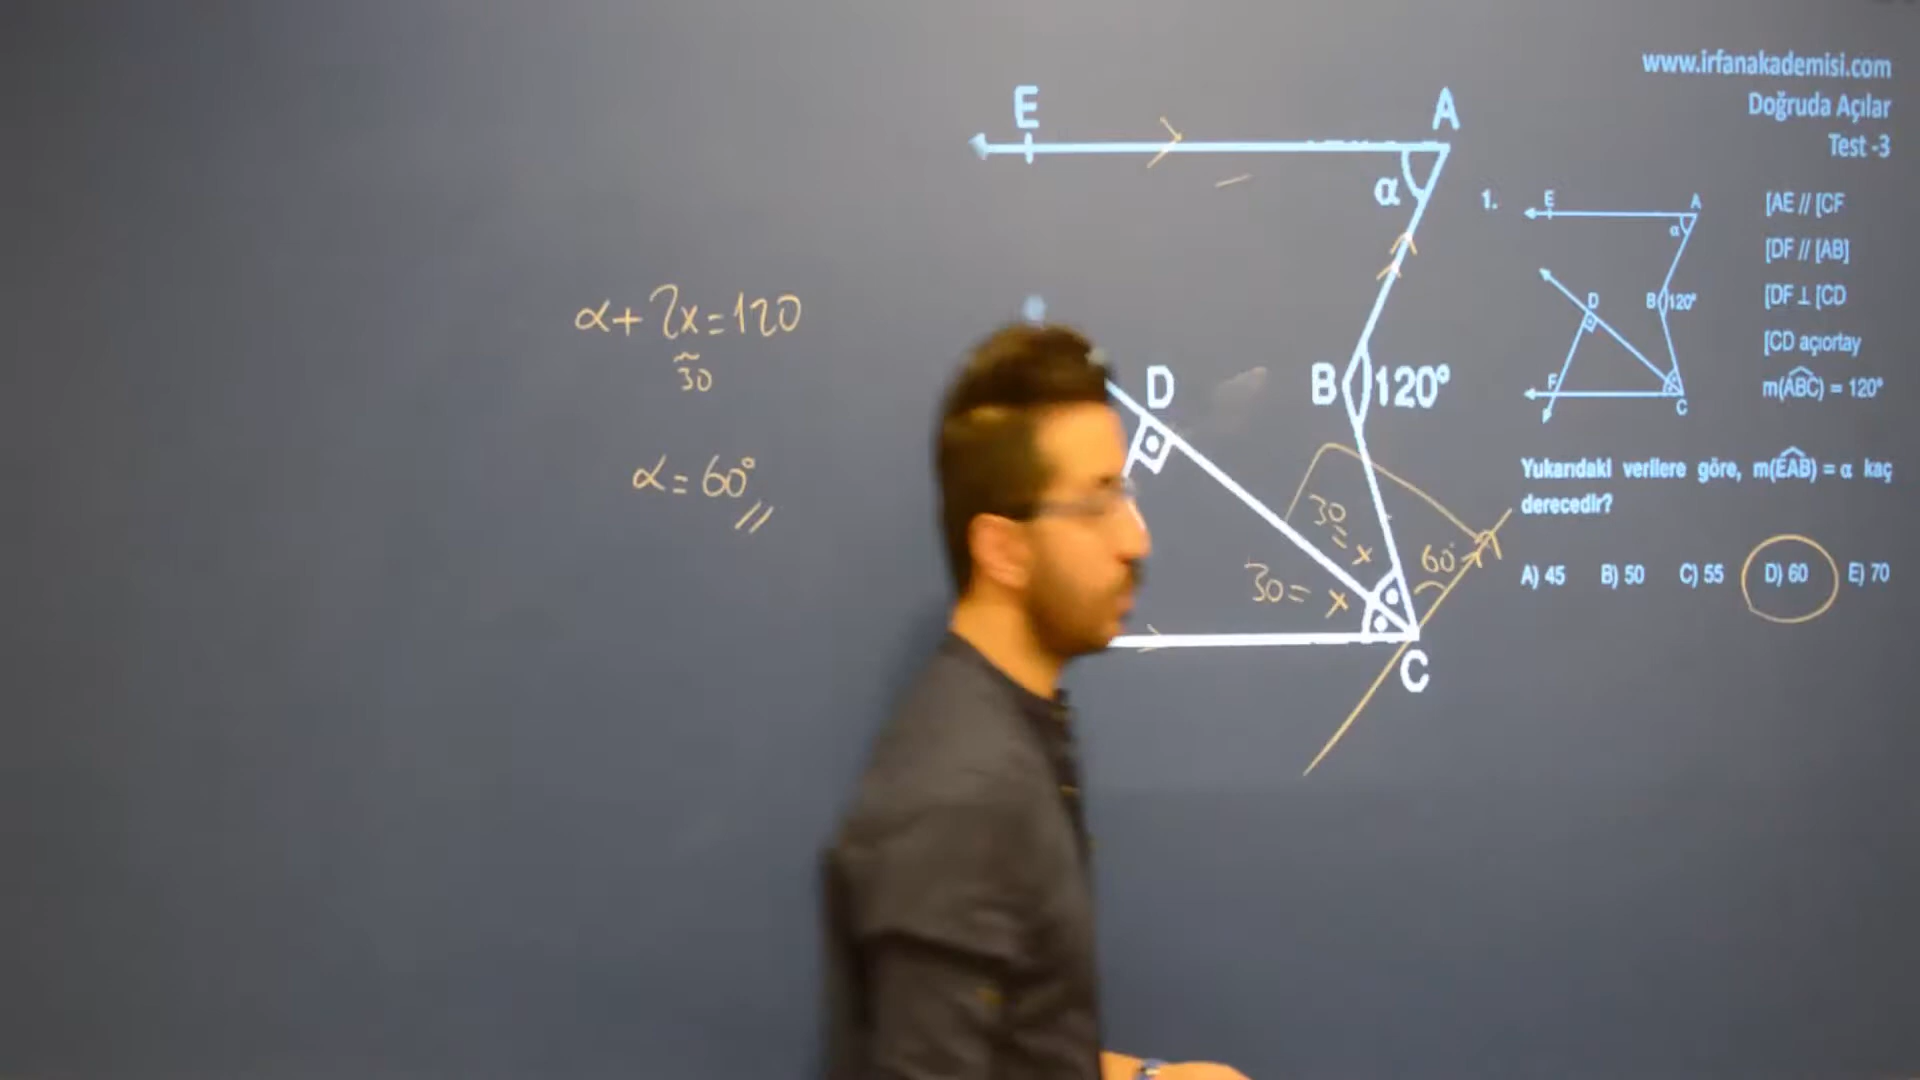 www.irfanakademisi.com
Doğruda Açılar
Test -3
E
A
α
B
120°
D
C
30
= x
30= x
60°
α+2x=120
30
α=60°
1.
E
A
α
D
B
120°
F
C
[AE // [CF
[DF // [AB]
[DF ⊥ [CD
[CD açıortay
m(ABC) = 120°
Yukarıdaki verilere göre, m(EAB) = α kaç
derecedir?
A) 45 B) 50 C) 55 D) 60 E) 70